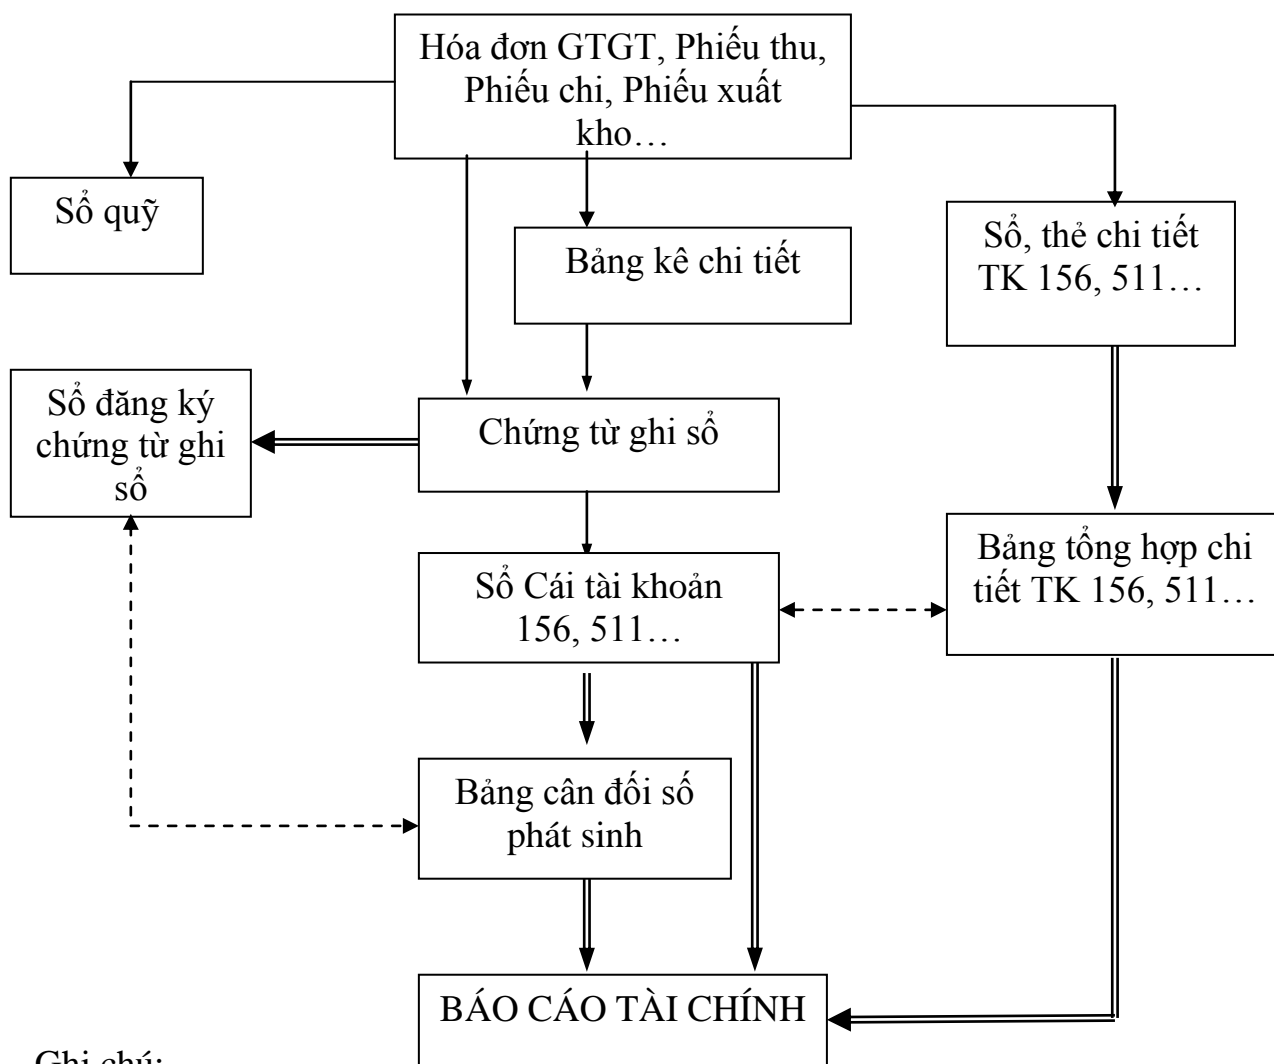 Hóa đơn GTGT, Phiếu thu,
Phiếu chi, Phiếu xuất
kho…
Sổ quỹ
Bảng kê chi tiết
Sổ, thẻ chi tiết
TK 156, 511…
Sổ đăng ký
chứng từ ghi
sổ
Chứng từ ghi sổ
Sổ Cái tài khoản
156, 511…
Bảng tổng hợp chi
tiết TK 156, 511…
Bảng cân đối số
phát sinh
BÁO CÁO TÀI CHÍNH
Ghi chú: